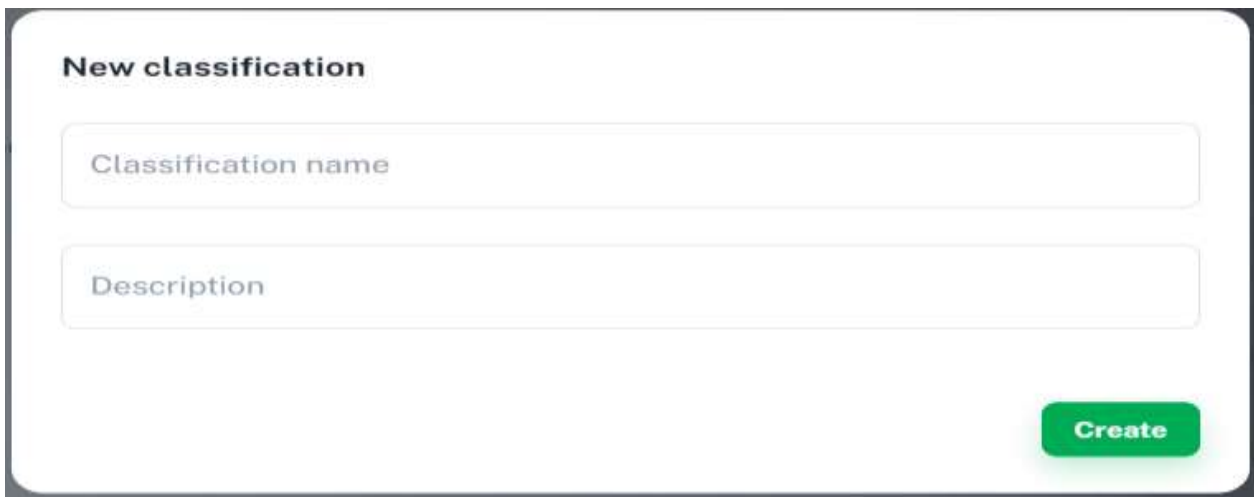 New classification
Classification name
Description
Create